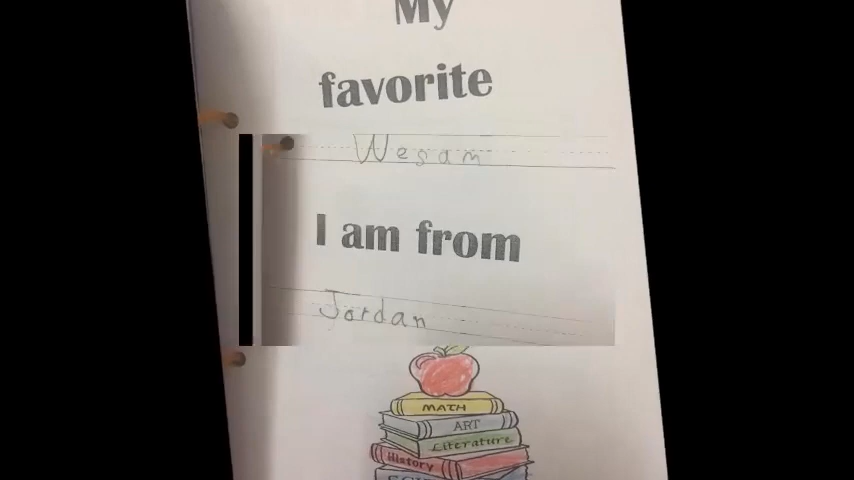 My
favorite
Wesam
I am from
Jordan
MATH
ART
Literature
History